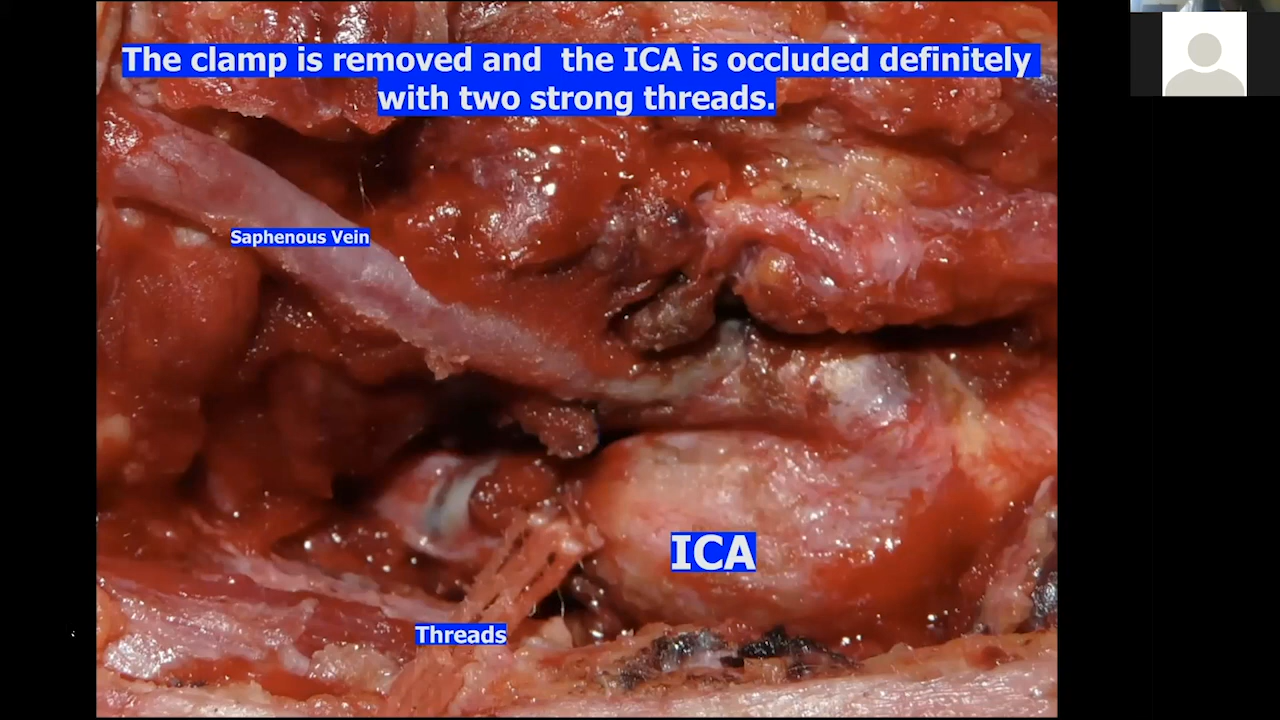 The clamp is removed and the ICA is occluded definitely
with two strong threads.
Saphenous Vein
ICA
Threads